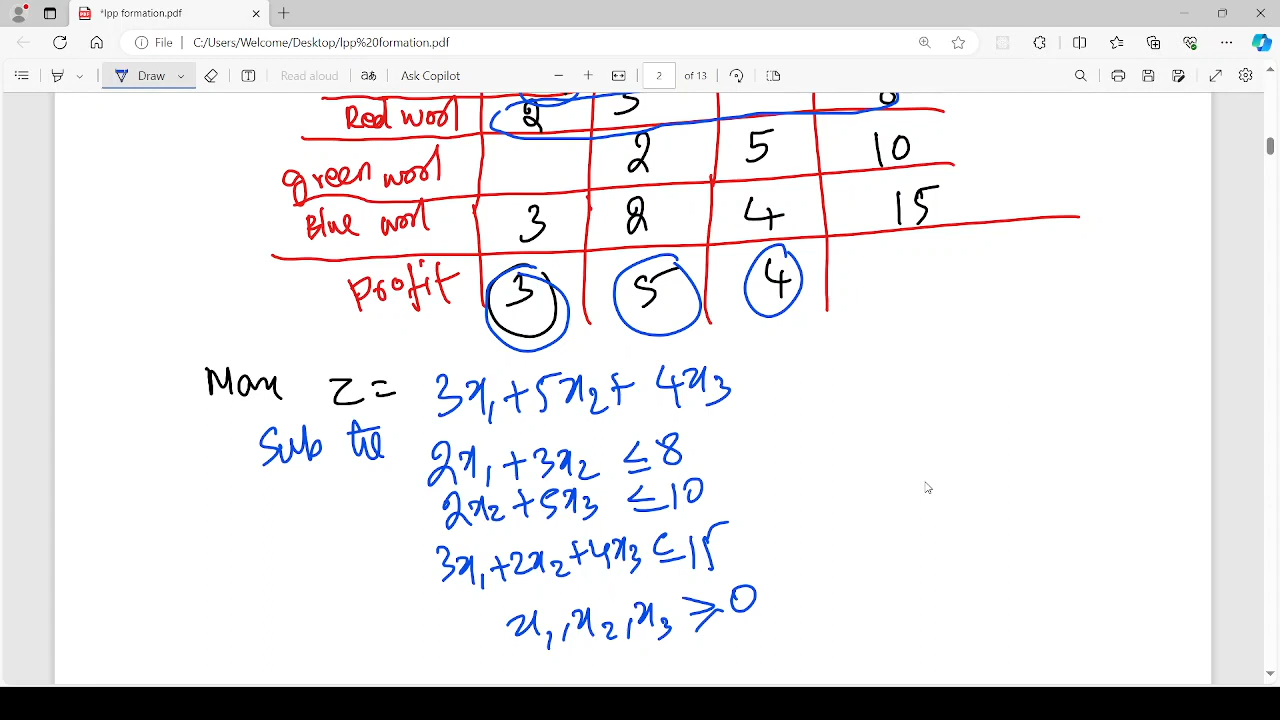 *lpp formation.pdf
File C:/Users/Welcome/Desktop/lpp%20formation.pdf
Draw Read aloud Ask Copilot 2 of 13
Red wool 2 3 8
green wool 2 5 10
Blue wool 3 2 4 15
Profit 3 5 4
Max Z = 3x₁+5x₂+4x₃
Sub to
2x₁+3x₂ ≤8
2x₂+5x₃ ≤10
3x₁+2x₂+4x₃≤15
x₁,x₂,x₃ ≥0